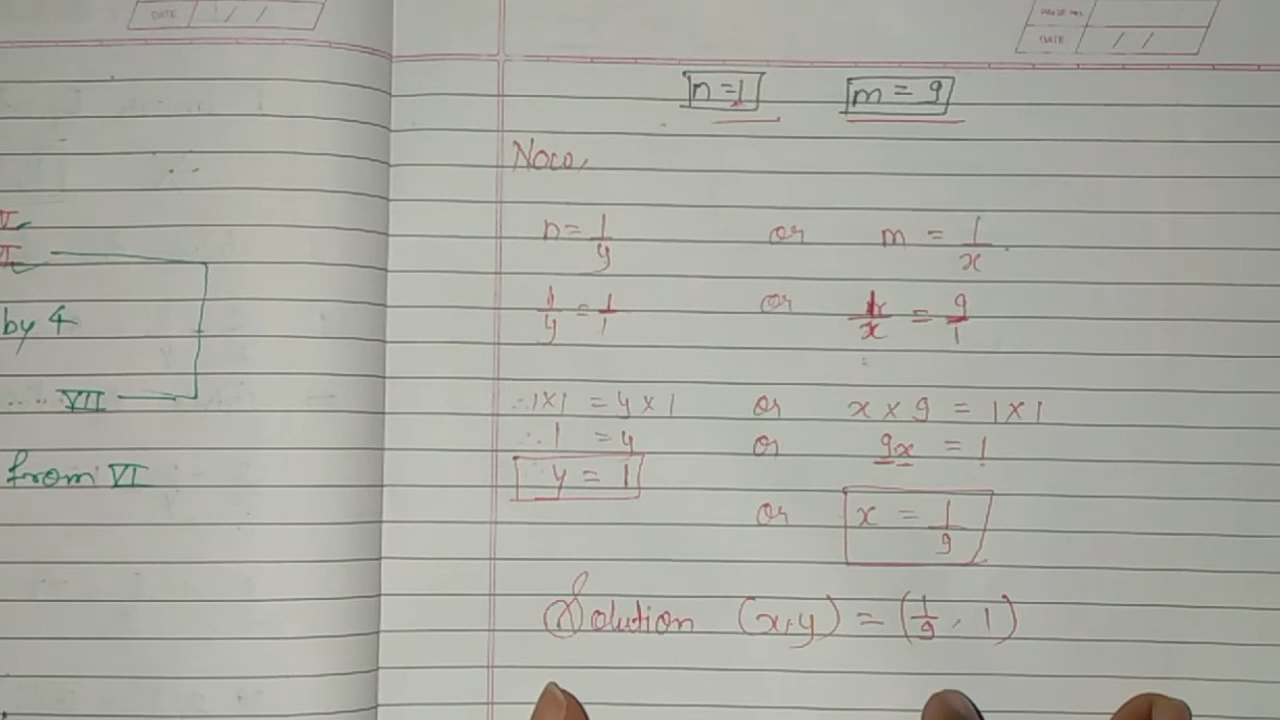 DATE / /
PAGE No.
DATE / /
V
by 4
.... VII
from VI
n = 1 m = 9
Now,
n = 1/y or m = 1/x
1/y = 1/1 or 1/x = 9/1
∴ 1 × 1 = y × 1 or x × 9 = 1 × 1
∴ 1 = y or 9x = 1
y = 1
or x = 1/9
Solution (x, y) = (1/9, 1)